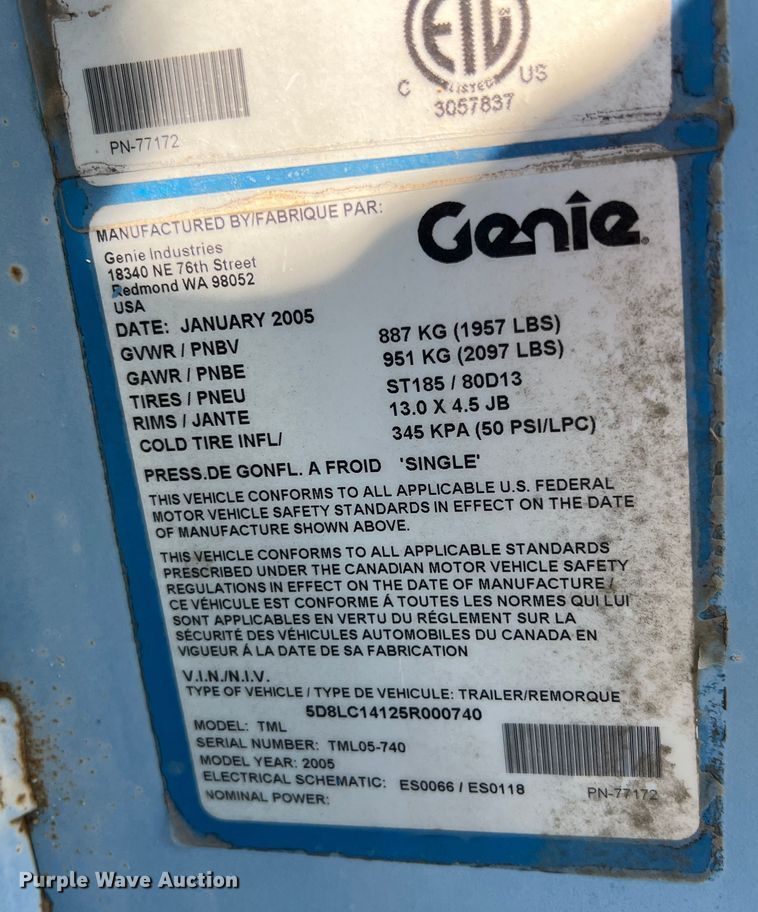 ETL
LISTED
C US
3057837
PN-77172
MANUFACTURED BY/FABRIQUE PAR:
Genie
Genie Industries
18340 NE 76th Street
Redmond WA 98052
USA
DATE: JANUARY 2005
GVWR / PNBV 887 KG (1957 LBS)
GAWR / PNBE 951 KG (2097 LBS)
TIRES / PNEU ST185 / 80D13
RIMS / JANTE 13.0 X 4.5 JB
COLD TIRE INFL/ 345 KPA (50 PSI/LPC)
PRESS.DE GONFL. A FROID 'SINGLE'
THIS VEHICLE CONFORMS TO ALL APPLICABLE U.S. FEDERAL
MOTOR VEHICLE SAFETY STANDARDS IN EFFECT ON THE DATE
OF MANUFACTURE SHOWN ABOVE.
THIS VEHICLE CONFORMS TO ALL APPLICABLE STANDARDS
PRESCRIBED UNDER THE CANADIAN MOTOR VEHICLE SAFETY
REGULATIONS IN EFFECT ON THE DATE OF MANUFACTURE /
CE VÉHICULE EST CONFORME Á TOUTES LES NORMES QUI LUI
SONT APPLICABLES EN VERTU DU RÉGLEMENT SUR LA
SÉCURITÉ DES VÉHICULES AUTOMOBILES DU CANADA EN
VIGUEUR Á LA DATE DE SA FABRICATION
V.I.N./N.I.V.
TYPE OF VEHICLE / TYPE DE VEHICULE: TRAILER/REMORQUE
5D8LC14125R000740
MODEL: TML
SERIAL NUMBER: TML05-740
MODEL YEAR: 2005
ELECTRICAL SCHEMATIC: ES0066 / ES0118
NOMINAL POWER:
PN-77172
Purple Wave Auction